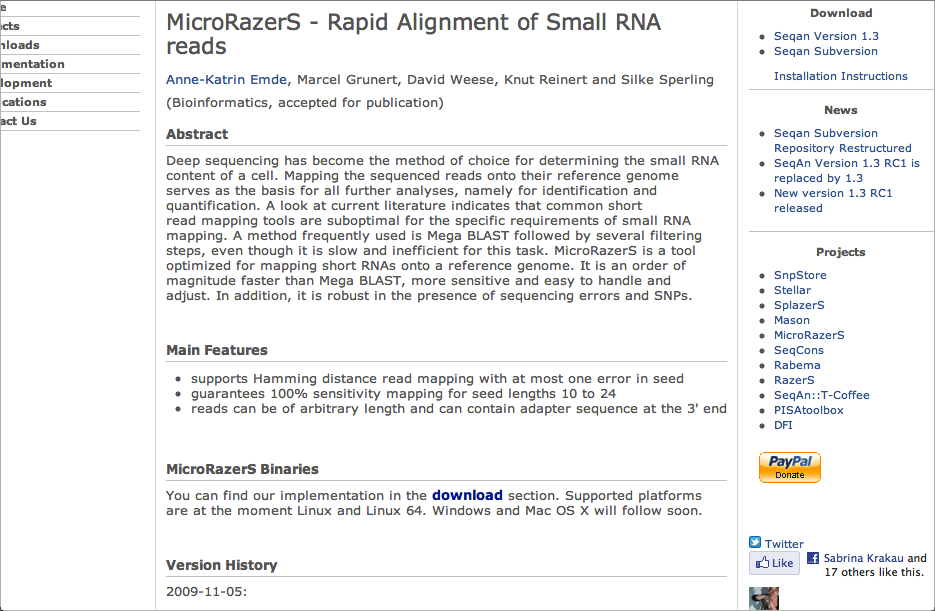 e
cts
nloads
mentation
lopment
cations
act Us
MicroRazerS - Rapid Alignment of Small RNA
reads
Anne-Katrin Emde, Marcel Grunert, David Weese, Knut Reinert and Silke Sperling
(Bioinformatics, accepted for publication)
Abstract
Deep sequencing has become the method of choice for determining the small RNA
content of a cell. Mapping the sequenced reads onto their reference genome
serves as the basis for all further analyses, namely for identification and
quantification. A look at current literature indicates that common short
read mapping tools are suboptimal for the specific requirements of small RNA
mapping. A method frequently used is Mega BLAST followed by several filtering
steps, even though it is slow and inefficient for this task. MicroRazerS is a tool
optimized for mapping short RNAs onto a reference genome. It is an order of
magnitude faster than Mega BLAST, more sensitive and easy to handle and
adjust. In addition, it is robust in the presence of sequencing errors and SNPs.
Main Features
supports Hamming distance read mapping with at most one error in seed
guarantees 100% sensitivity mapping for seed lengths 10 to 24
reads can be of arbitrary length and can contain adapter sequence at the 3' end
MicroRazerS Binaries
You can find our implementation in the download section. Supported platforms
are at the moment Linux and Linux 64. Windows and Mac OS X will follow soon.
Version History
2009-11-05:
Download
Seqan Version 1.3
Seqan Subversion
Installation Instructions
News
Seqan Subversion
Repository Restructured
SeqAn Version 1.3 RC1 is
replaced by 1.3
New version 1.3 RC1
released
Projects
SnpStore
Stellar
SplazerS
Mason
MicroRazerS
SeqCons
Rabema
RazerS
SeqAn::T-Coffee
PISAtoolbox
DFI
PayPal
Donate
Twitter
Like
Sabrina Krakau and
17 others like this.